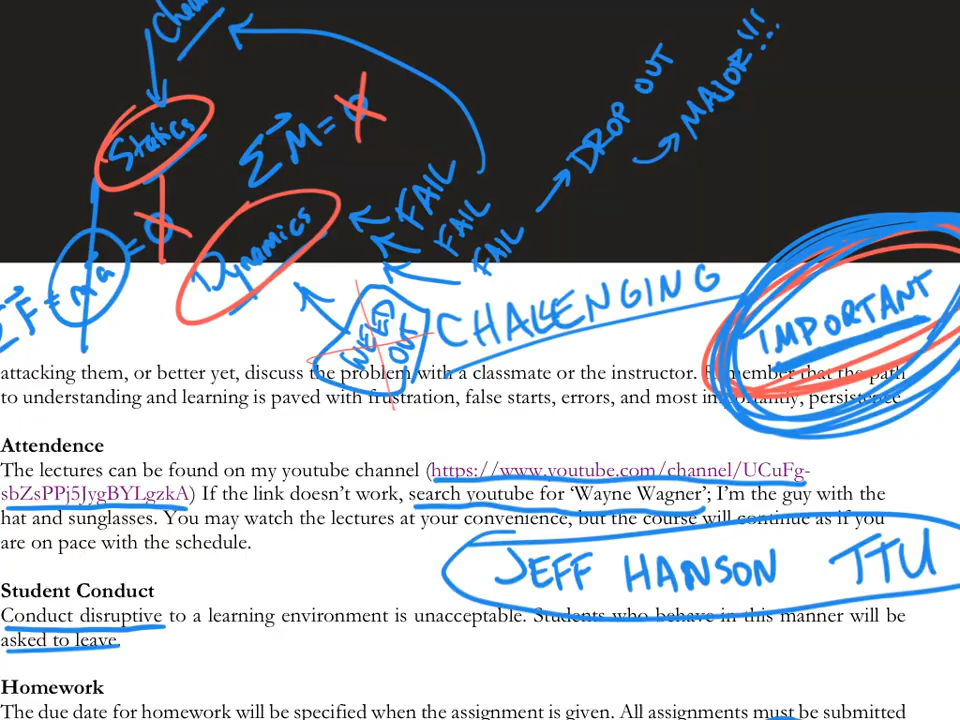 Statics
ΣM = 0
DROP OUT
→ MAJOR!!!
FAIL
FAIL
FAIL
Dynamics
ΣF = ma = 0
WEEDED
OUT
CHALLENGING
IMPORTANT
attacking them, or better yet, discuss the problem with a classmate or the instructor. Remember that the path
to understanding and learning is paved with frustration, false starts, errors, and most importantly, persistence
Attendence
The lectures can be found on my youtube channel (https://www.youtube.com/channel/UCuFg-
sbZsPPj5JygBYLgzkA) If the link doesn’t work, search youtube for ‘Wayne Wagner’; I’m the guy with the
hat and sunglasses. You may watch the lectures at your convenience, but the course will continue as if you
are on pace with the schedule.
JEFF HANSON TTU
Student Conduct
Conduct disruptive to a learning environment is unacceptable. Students who behave in this manner will be
asked to leave.
Homework
The due date for homework will be specified when the assignment is given. All assignments must be submitted